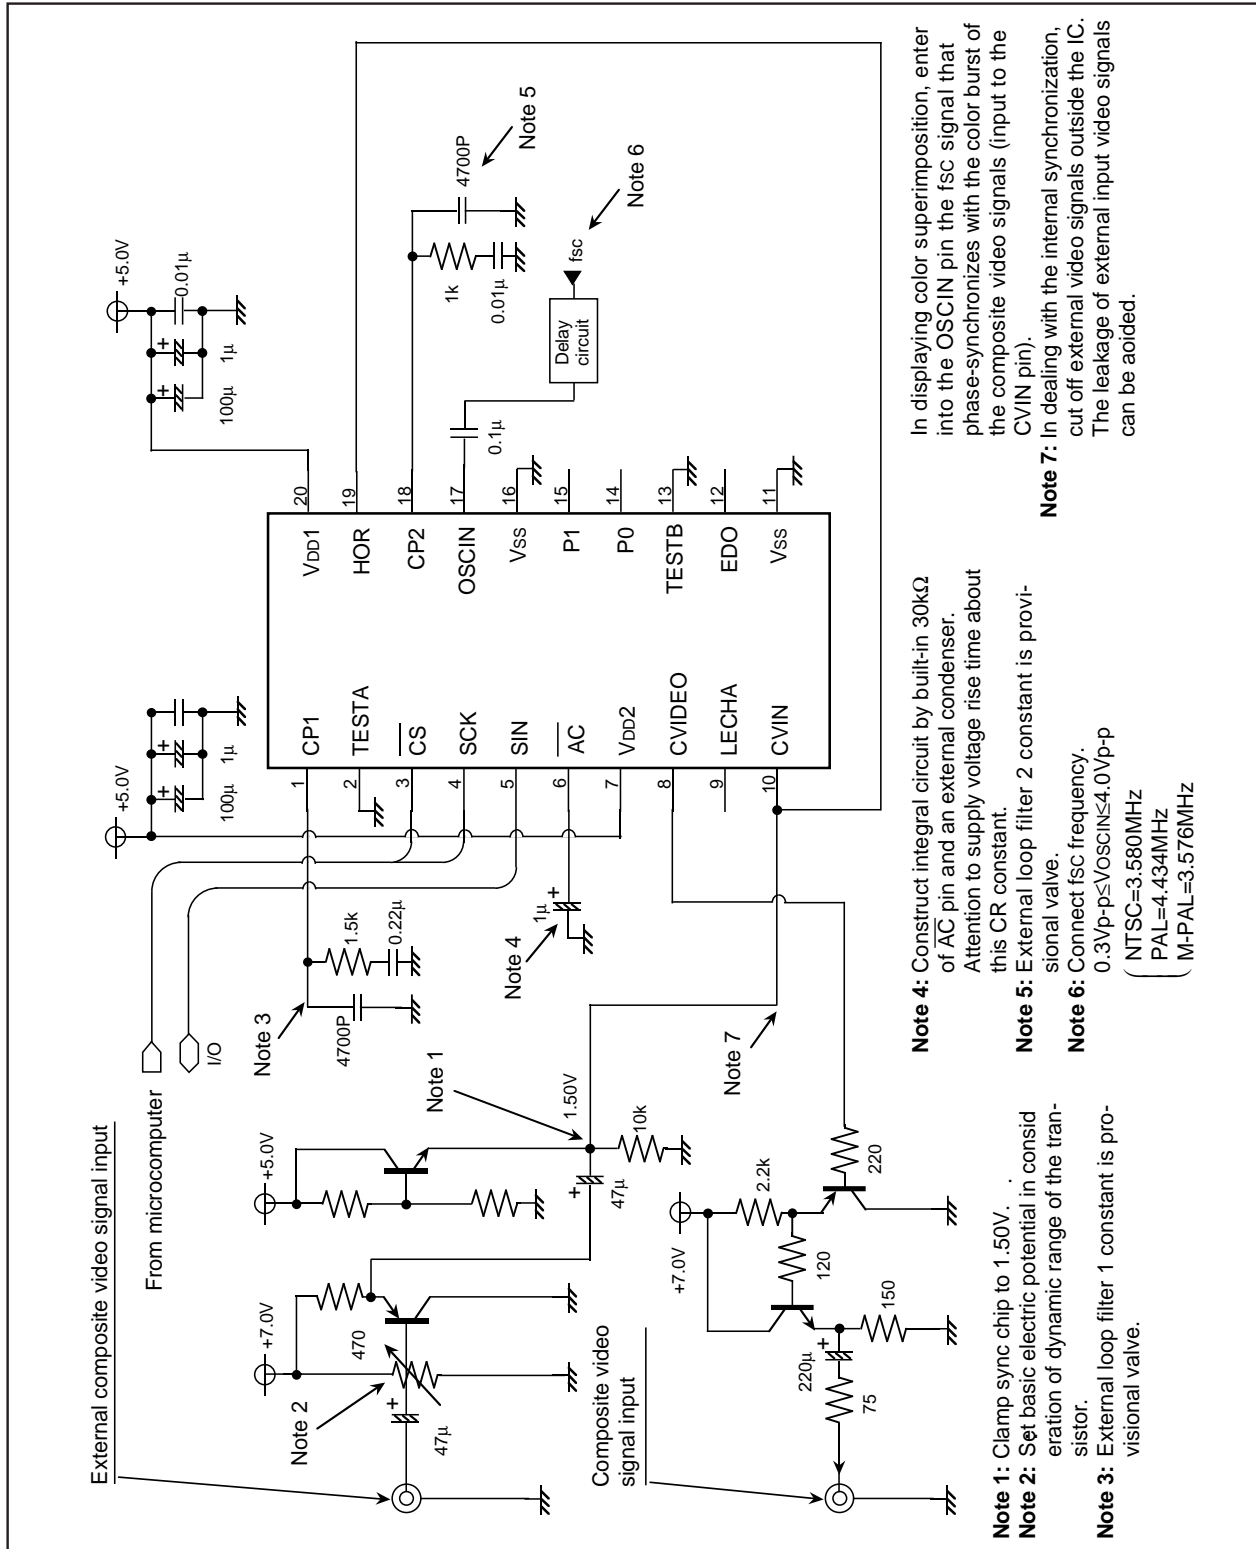 External composite video signal input
From microcomputer
I/O
+5.0V
100µ
1µ
+5.0V
100µ
1µ
0.01µ
Note 3
4700P
1.5k
0.22µ
Note 4
1µ
+
1
2
3
4
5
6
7
8
9
10
CP1
TESTA
CS
SCK
SIN
AC
VDD2
CVIDEO
LECHA
CVIN
VDD1
HOR
CP2
OSCIN
VSS
P1
P0
TESTB
EDO
VSS
20
19
18
17
16
15
14
13
12
11
1k
0.01µ
4700P
Note 5
0.1µ
Delay
circuit
fsc
Note 6
+7.0V
470
Note 2
+
47µ
+5.0V
+
47µ
Note 1
1.50V
10k
Note 7
Composite video
signal input
+7.0V
2.2k
120
220
150
220µ
+
75
Note 1: Clamp sync chip to 1.50V. .
Note 2: Set basic electric potential in consid
eration of dynamic range of the tran-
sistor.
Note 3: External loop filter 1 constant is pro-
visional valve.
Note 4: Construct integral circuit by built-in 30kΩ
of AC pin and an external condenser.
Attention to supply voltage rise time about
this CR constant.
Note 5: External loop filter 2 constant is provi-
sional valve.
Note 6: Connect fsc frequency.
0.3Vp-p≤VOSCIN≤4.0Vp-p
NTSC=3.580MHz
PAL=4.434MHz
M-PAL=3.576MHz
In displaying color superimposition, enter
into the OSCIN pin the fsc signal that
phase-synchronizes with the color burst of
the composite video signals (input to the
CVIN pin).
Note 7: In dealing with the internal synchronization,
cut off external video signals outside the IC.
The leakage of external input video signals
can be aoided.